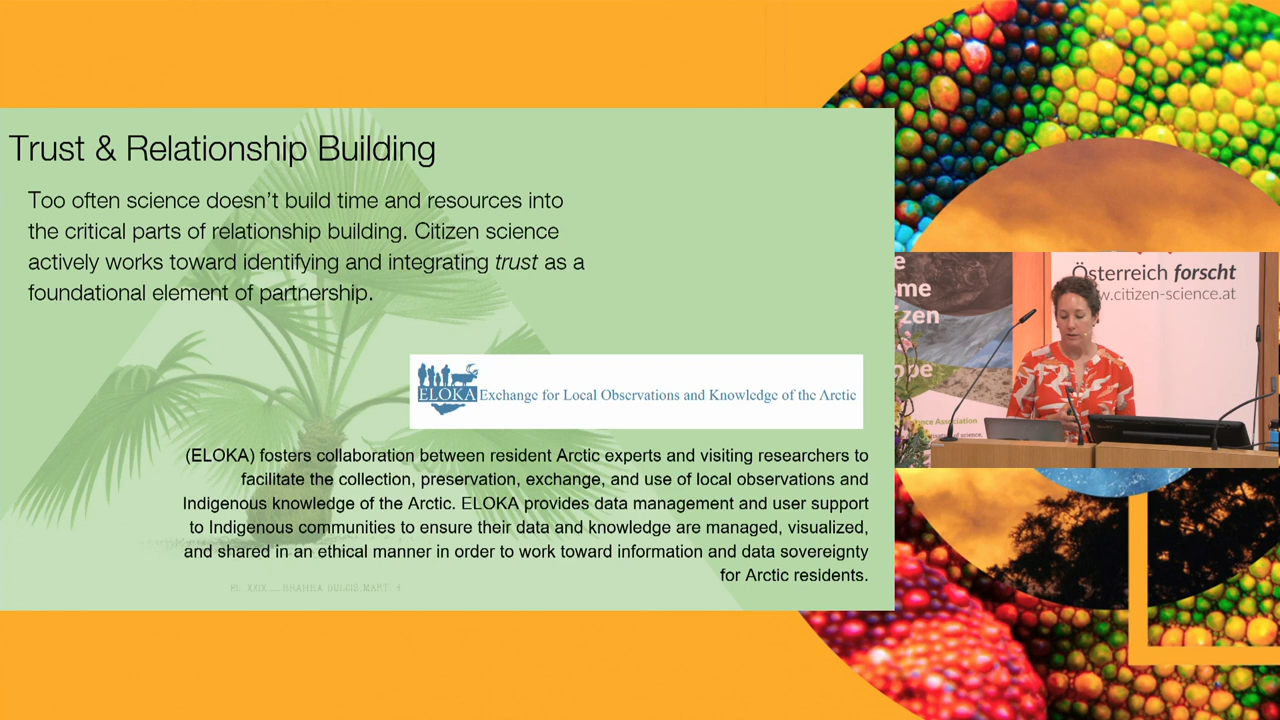 Trust & Relationship Building
Too often science doesn't build time and resources into
the critical parts of relationship building. Citizen science
actively works toward identifying and integrating trust as a
foundational element of partnership.
ELOKA Exchange for Local Observations and Knowledge of the Arctic
(ELOKA) fosters collaboration between resident Arctic experts and visiting researchers to
facilitate the collection, preservation, exchange, and use of local observations and
Indigenous knowledge of the Arctic. ELOKA provides data management and user support
to Indigenous communities to ensure their data and knowledge are managed, visualized,
and shared in an ethical manner in order to work toward information and data sovereignty
for Arctic residents.
Österreich forscht
w.citizen-science.at